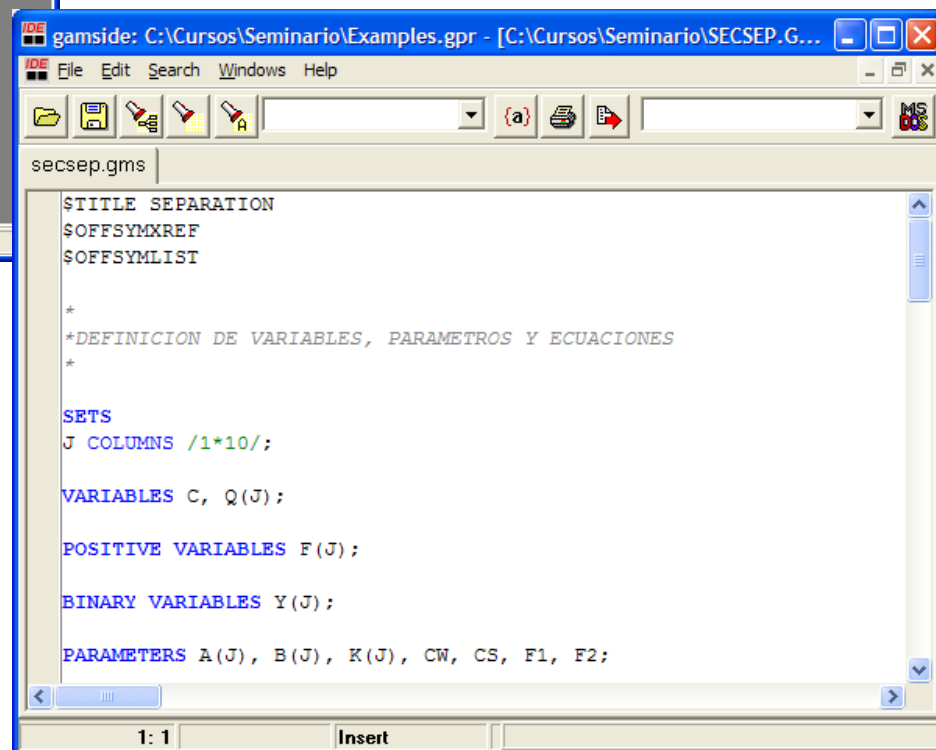 IDE gamside: C:\Cursos\Seminario\Examples.gpr - [C:\Cursos\Seminario\SECSEP.G...
IDE File Edit Search Windows Help
A {a} MS DOS
secsep.gms
$TITLE SEPARATION
$OFFSYMXREF
$OFFSYMLIST
*
*DEFINICION DE VARIABLES, PARAMETROS Y ECUACIONES
*
SETS
J COLUMNS /1*10/;
VARIABLES C, Q(J);
POSITIVE VARIABLES F(J);
BINARY VARIABLES Y(J);
PARAMETERS A(J), B(J), K(J), CW, CS, F1, F2;
1: 1 Insert